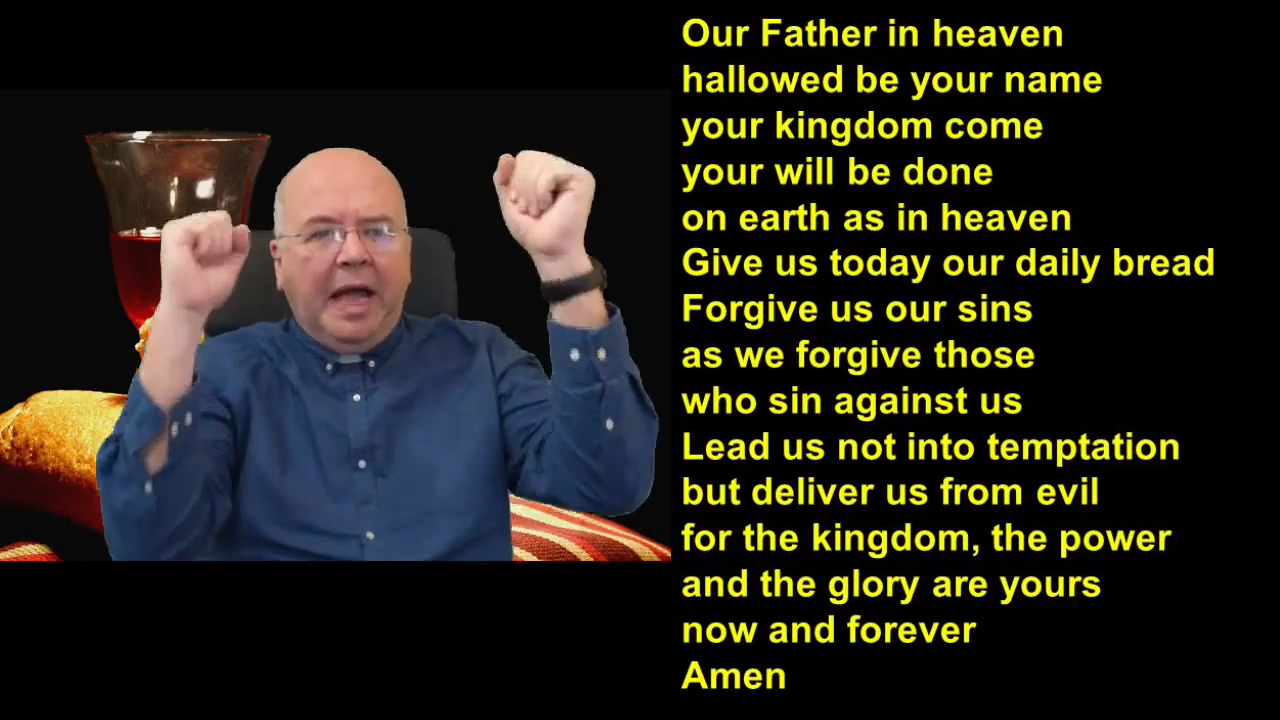 Our Father in heaven
hallowed be your name
your kingdom come
your will be done
on earth as in heaven
Give us today our daily bread
Forgive us our sins
as we forgive those
who sin against us
Lead us not into temptation
but deliver us from evil
for the kingdom, the power
and the glory are yours
now and forever
Amen